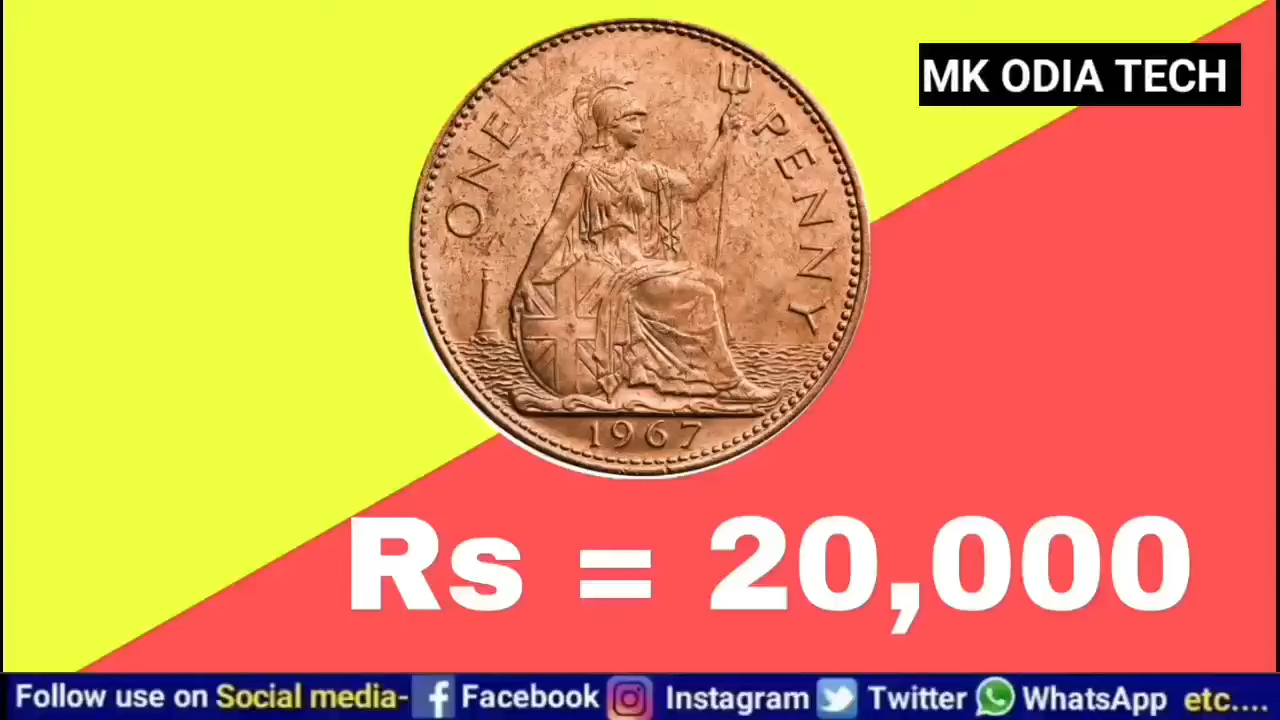 MK ODIA TECH
ONE PENNY
1967
Rs = 20,000
Follow use on Social media- Facebook Instagram Twitter WhatsApp etc....